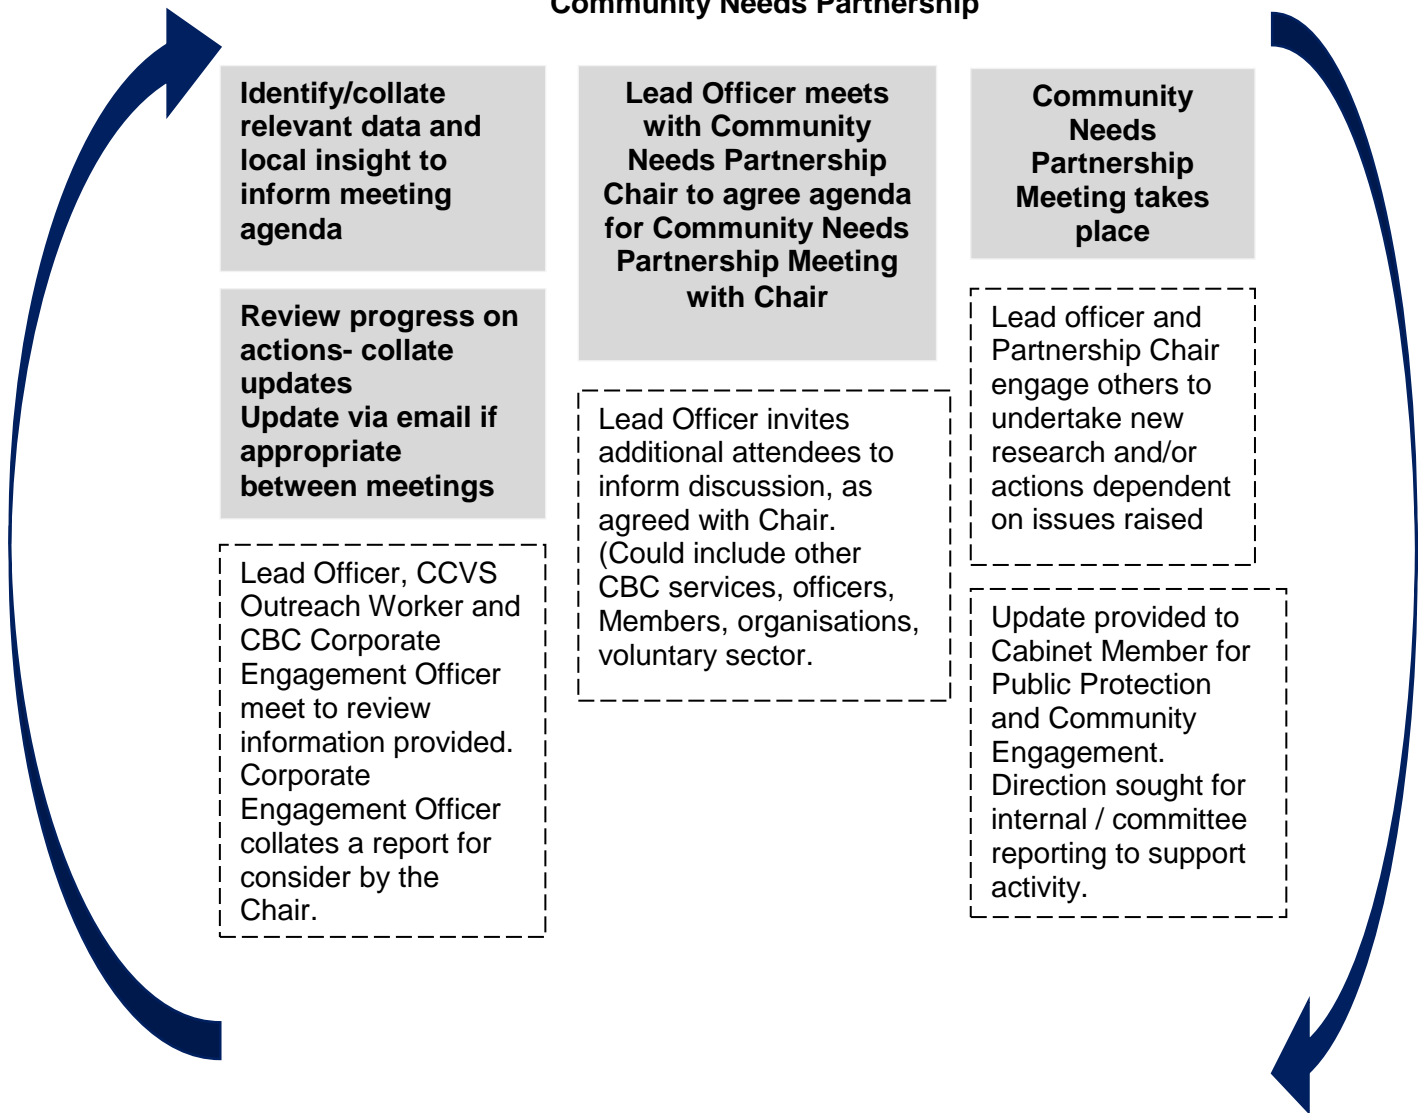 Community Needs Partnership
Identify/collate
relevant data and
local insight to
inform meeting
agenda
Review progress on
actions- collate
updates
Update via email if
appropriate
between meetings
Lead Officer, CCVS
Outreach Worker and
CBC Corporate
Engagement Officer
meet to review
information provided.
Corporate
Engagement Officer
collates a report for
consider by the
Chair.
Lead Officer meets
with Community
Needs Partnership
Chair to agree agenda
for Community Needs
Partnership Meeting
with Chair
Lead Officer invites
additional attendees to
inform discussion, as
agreed with Chair.
(Could include other
CBC services, officers,
Members, organisations,
voluntary sector.
Community
Needs
Partnership
Meeting takes
place
Lead officer and
Partnership Chair
engage others to
undertake new
research and/or
actions dependent
on issues raised
Update provided to
Cabinet Member for
Public Protection
and Community
Engagement.
Direction sought for
internal / committee
reporting to support
activity.